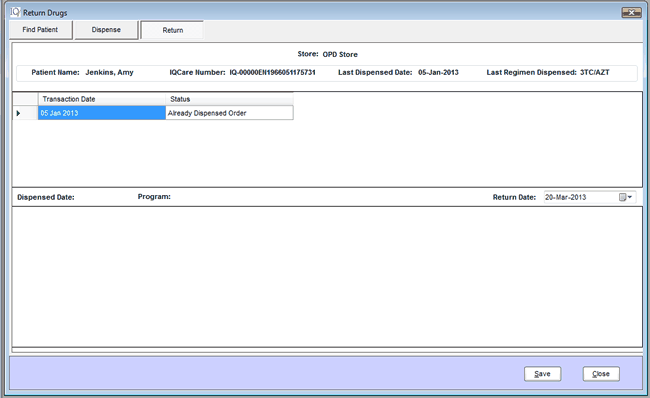 IQ Return Drugs
Find Patient Dispense Return
Store: OPD Store
Patient Name: Jenkins, Amy IQCare Number: IQ-00000EN1966051175731 Last Dispensed Date: 05-Jan-2013 Last Regimen Dispensed: 3TC/AZT
Transaction Date Status
05 Jan 2013 Already Dispensed Order
Dispensed Date: Program: Return Date: 20-Mar-2013
Save Close